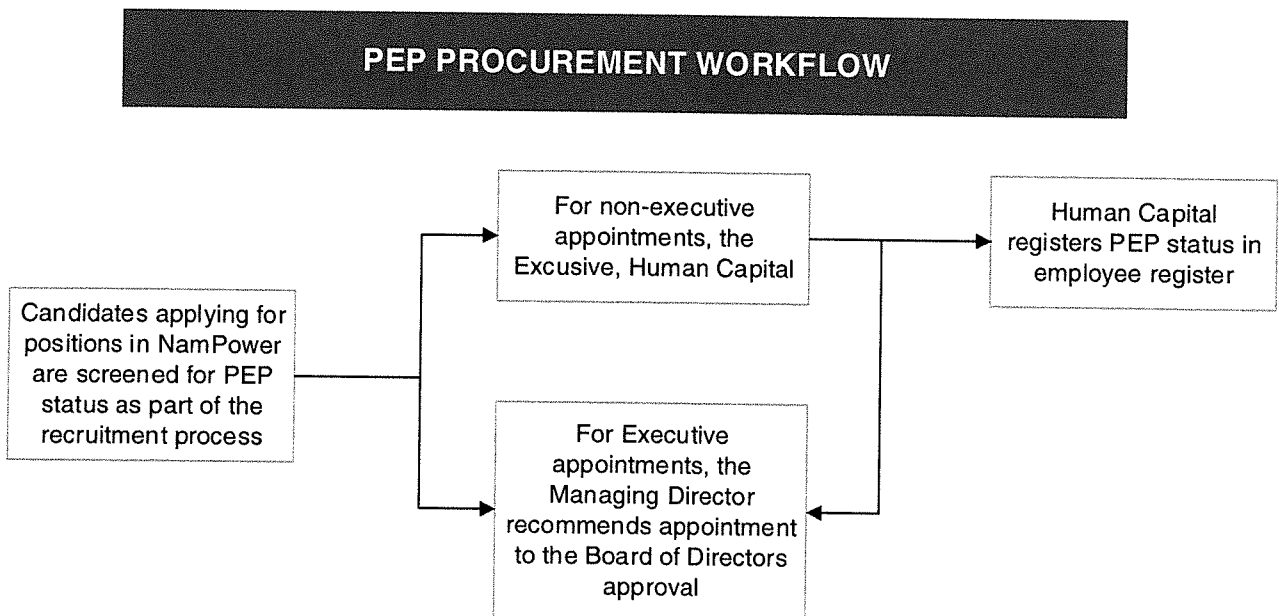 PEP PROCUREMENT WORKFLOW
Candidates applying for
positions in NamPower
are screened for PEP
status as part of the
recruitment process
For non-executive
appointments, the
Excusive, Human Capital
For Executive
appointments, the
Managing Director
recommends appointment
to the Board of Directors
approval
Human Capital
registers PEP status in
employee register